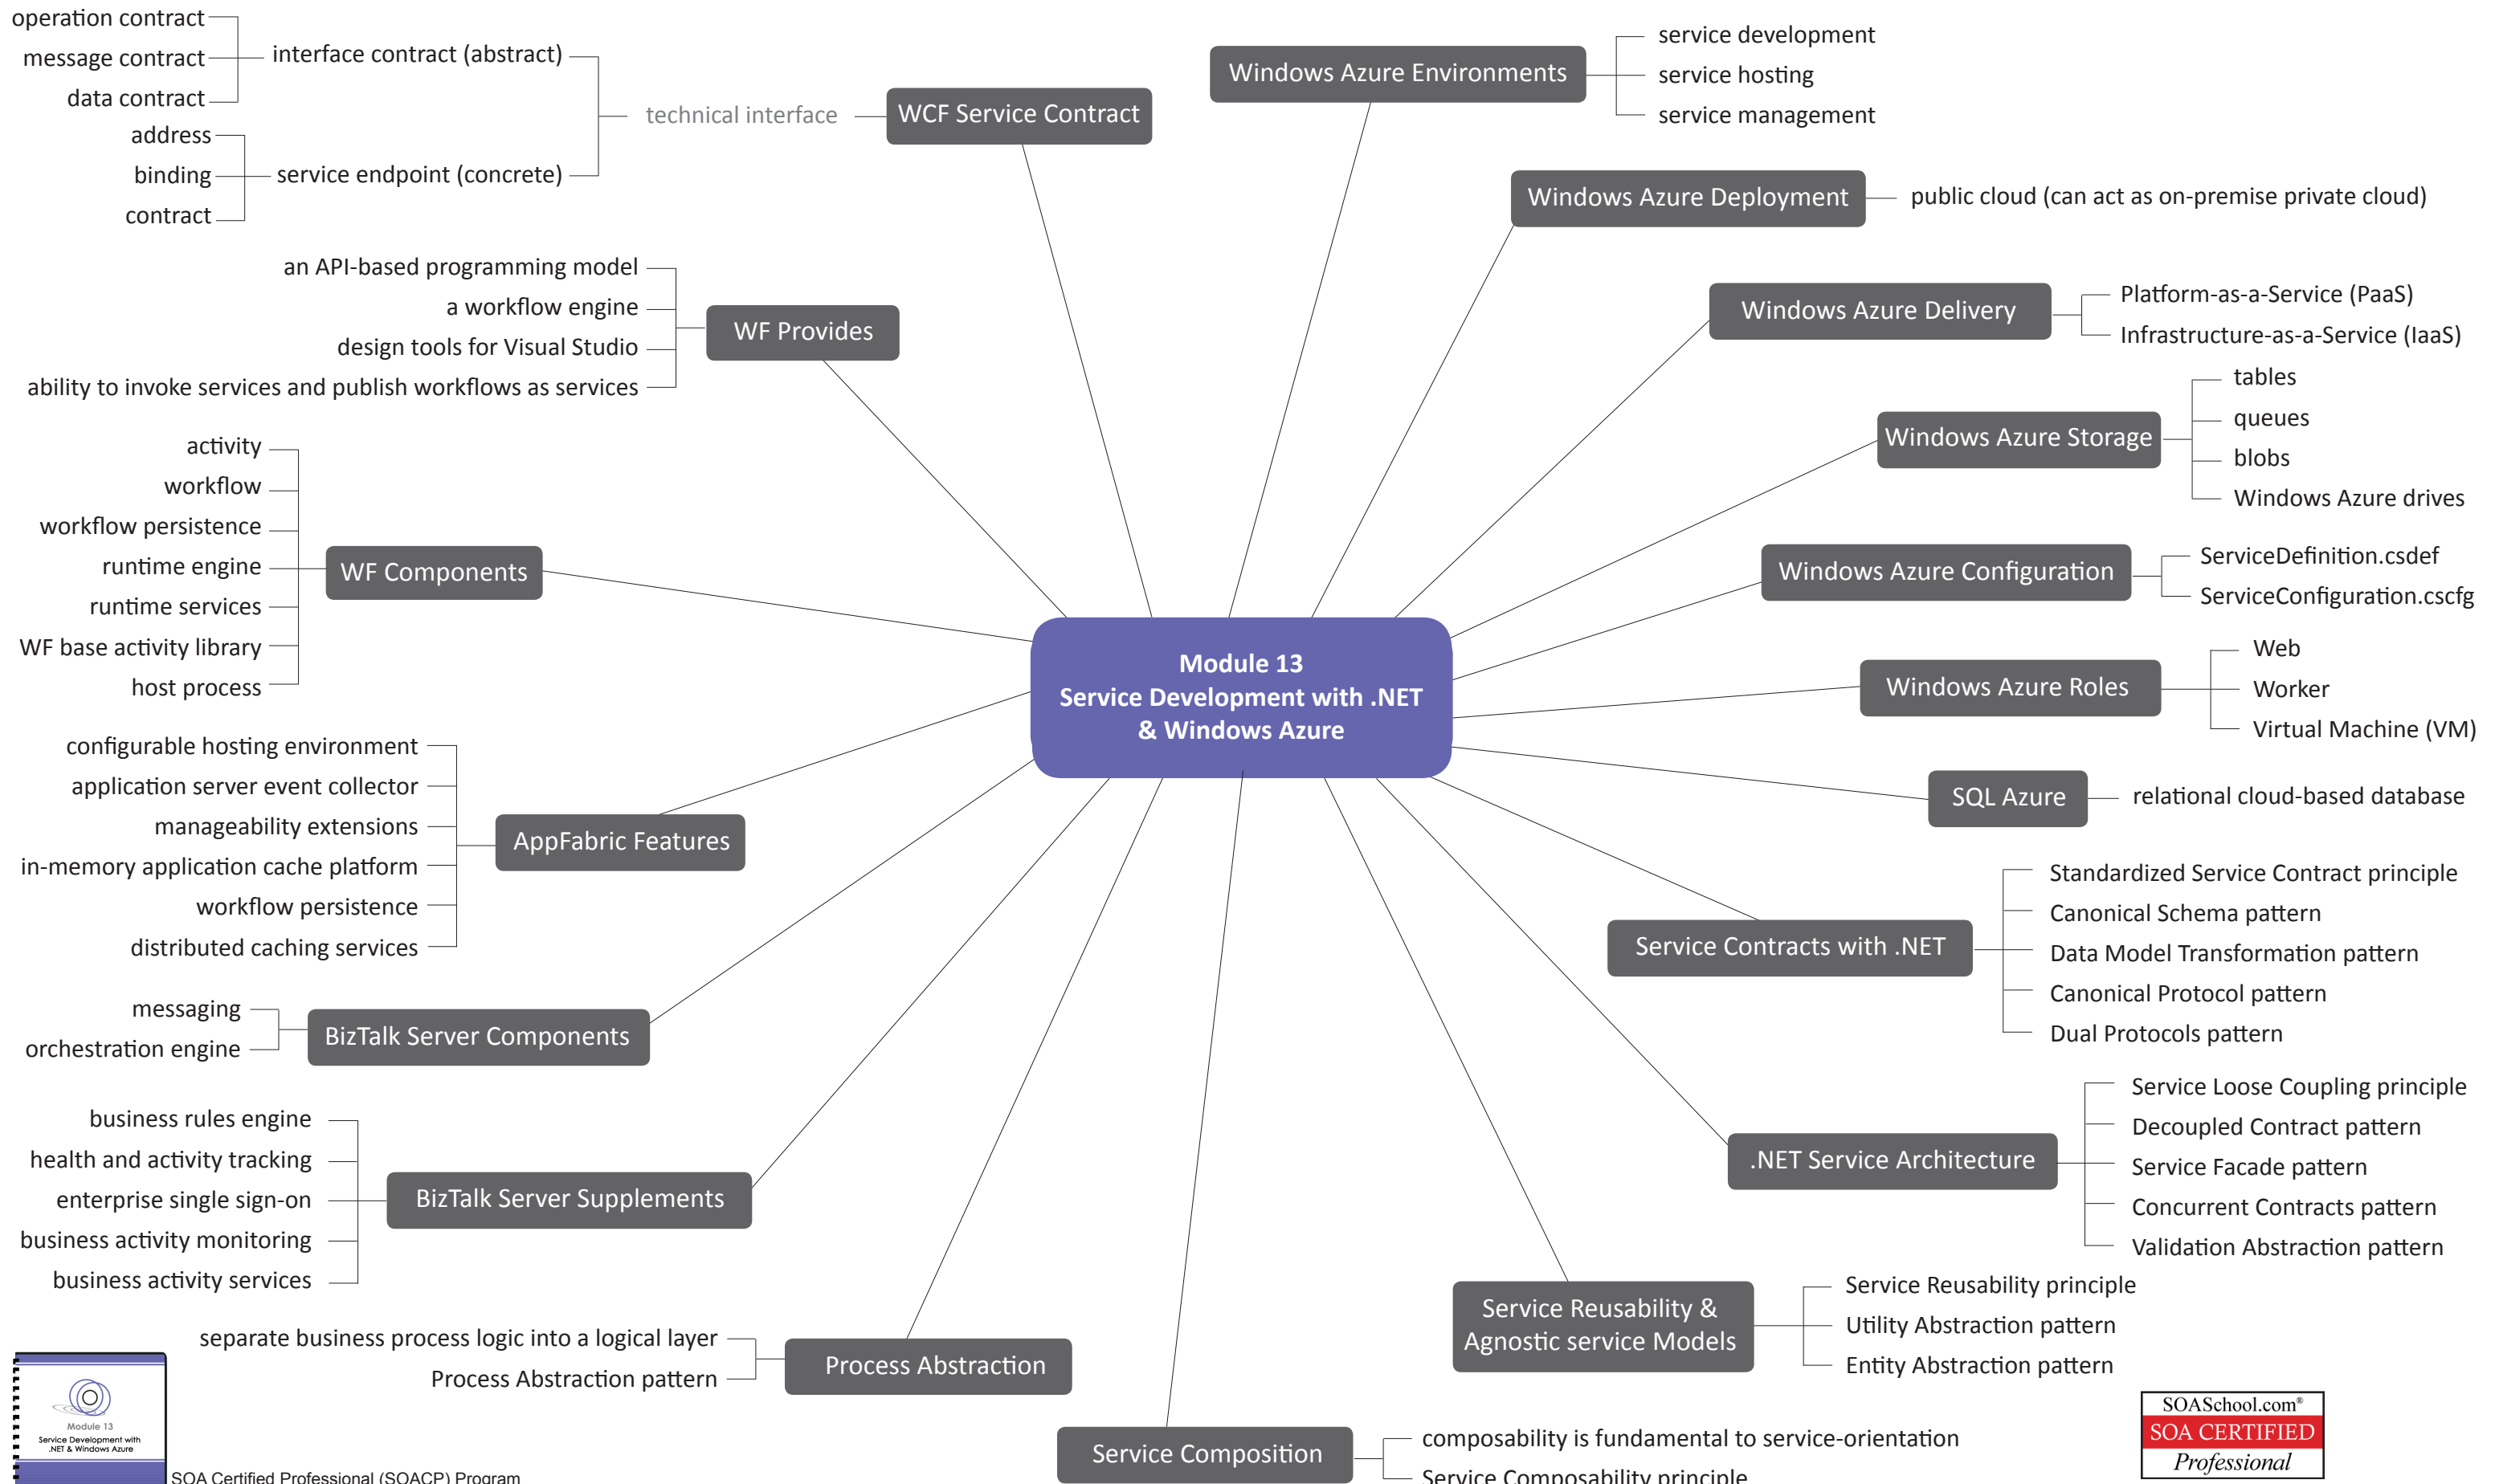 operation contract
message contract
data contract
interface contract (abstract)
address
binding
contract
service endpoint (concrete)
technical interface
WCF Service Contract
an API-based programming model
a workflow engine
design tools for Visual Studio
ability to invoke services and publish workflows as services
WF Provides
activity
workflow
workflow persistence
runtime engine
runtime services
WF base activity library
host process
WF Components
configurable hosting environment
application server event collector
manageability extensions
in-memory application cache platform
workflow persistence
distributed caching services
AppFabric Features
messaging
orchestration engine
BizTalk Server Components
business rules engine
health and activity tracking
enterprise single sign-on
business activity monitoring
business activity services
BizTalk Server Supplements
separate business process logic into a logical layer
Process Abstraction pattern
Process Abstraction
Module 13
Service Development with .NET
& Windows Azure
Windows Azure Environments
service development
service hosting
service management
Windows Azure Deployment
public cloud (can act as on-premise private cloud)
Windows Azure Delivery
Platform-as-a-Service (PaaS)
Infrastructure-as-a-Service (IaaS)
Windows Azure Storage
tables
queues
blobs
Windows Azure drives
Windows Azure Configuration
ServiceDefinition.csdef
ServiceConfiguration.cscfg
Windows Azure Roles
Web
Worker
Virtual Machine (VM)
SQL Azure
relational cloud-based database
Service Contracts with .NET
Standardized Service Contract principle
Canonical Schema pattern
Data Model Transformation pattern
Canonical Protocol pattern
Dual Protocols pattern
.NET Service Architecture
Service Loose Coupling principle
Decoupled Contract pattern
Service Facade pattern
Concurrent Contracts pattern
Validation Abstraction pattern
Service Reusability &
Agnostic service Models
Service Reusability principle
Utility Abstraction pattern
Entity Abstraction pattern
Service Composition
composability is fundamental to service-orientation
Service Composability principle
Module 13
Service Development with
.NET & Windows Azure
SOA Certified Professional (SOACP) Program
SOASchool.com®
SOA CERTIFIED
Professional